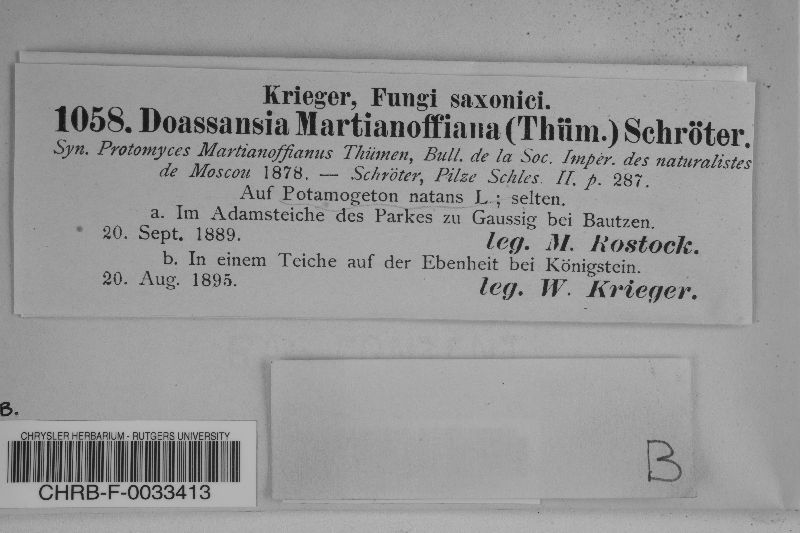 Krieger, Fungi saxonici.
1058. Doassansia Martianoffiana (Thüm.) Schröter.
Syn. Protomyces Martianoffianus Thümen, Bull. de la Soc. Impér. des naturalistes
de Moscou 1878. — Schröter, Pilze Schles. II, p. 287.
Auf Potamogeton natans L.; selten.
a. Im Adamsteiche des Parkes zu Gaussig bei Bautzen.
20. Sept. 1889. leg. M. Rostock.
b. In einem Teiche auf der Ebenheit bei Königstein.
20. Aug. 1895. leg. W. Krieger.
B.
CHRYSLER HERBARIUM - RUTGERS UNIVERSITY
CHRB-F-0033413
B